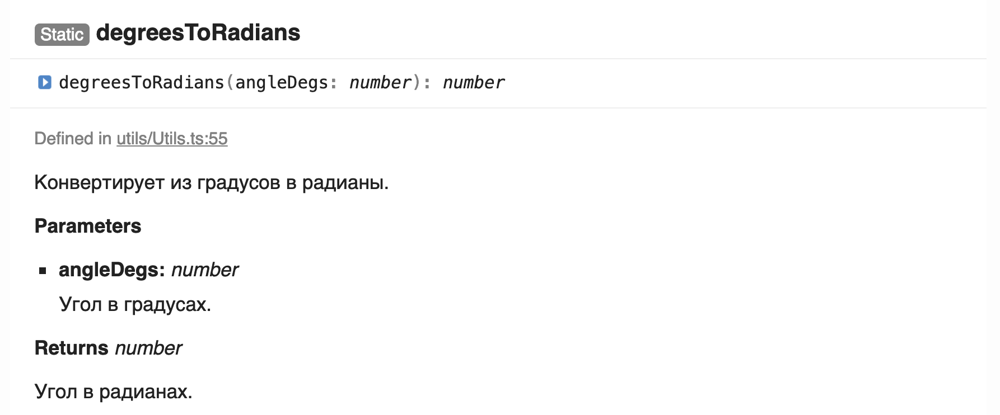 Static degreesToRadians
degreesToRadians(angleDegs: number): number
Defined in utils/Utils.ts:55
Конвертирует из градусов в радианы.
Parameters
angleDegs: number
Угол в градусах.
Returns number
Угол в радианах.